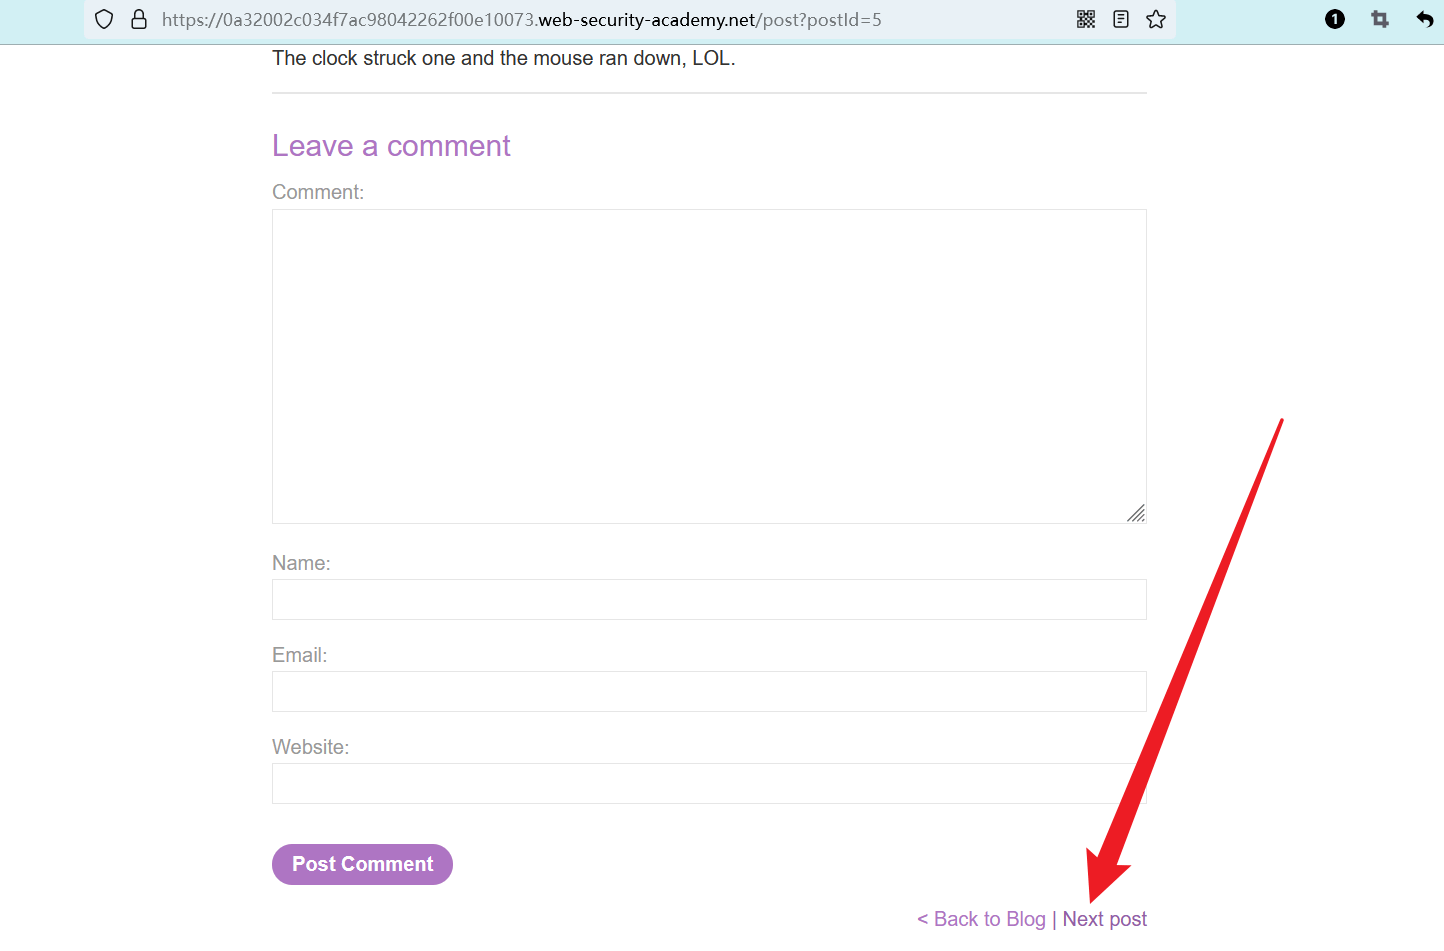 https://0a32002c034f7ac98042262f00e10073.web-security-academy.net/post?postId=5
1
The clock struck one and the mouse ran down, LOL.
Leave a comment
Comment:
Name:
Email:
Website:
Post Comment
< Back to Blog | Next post